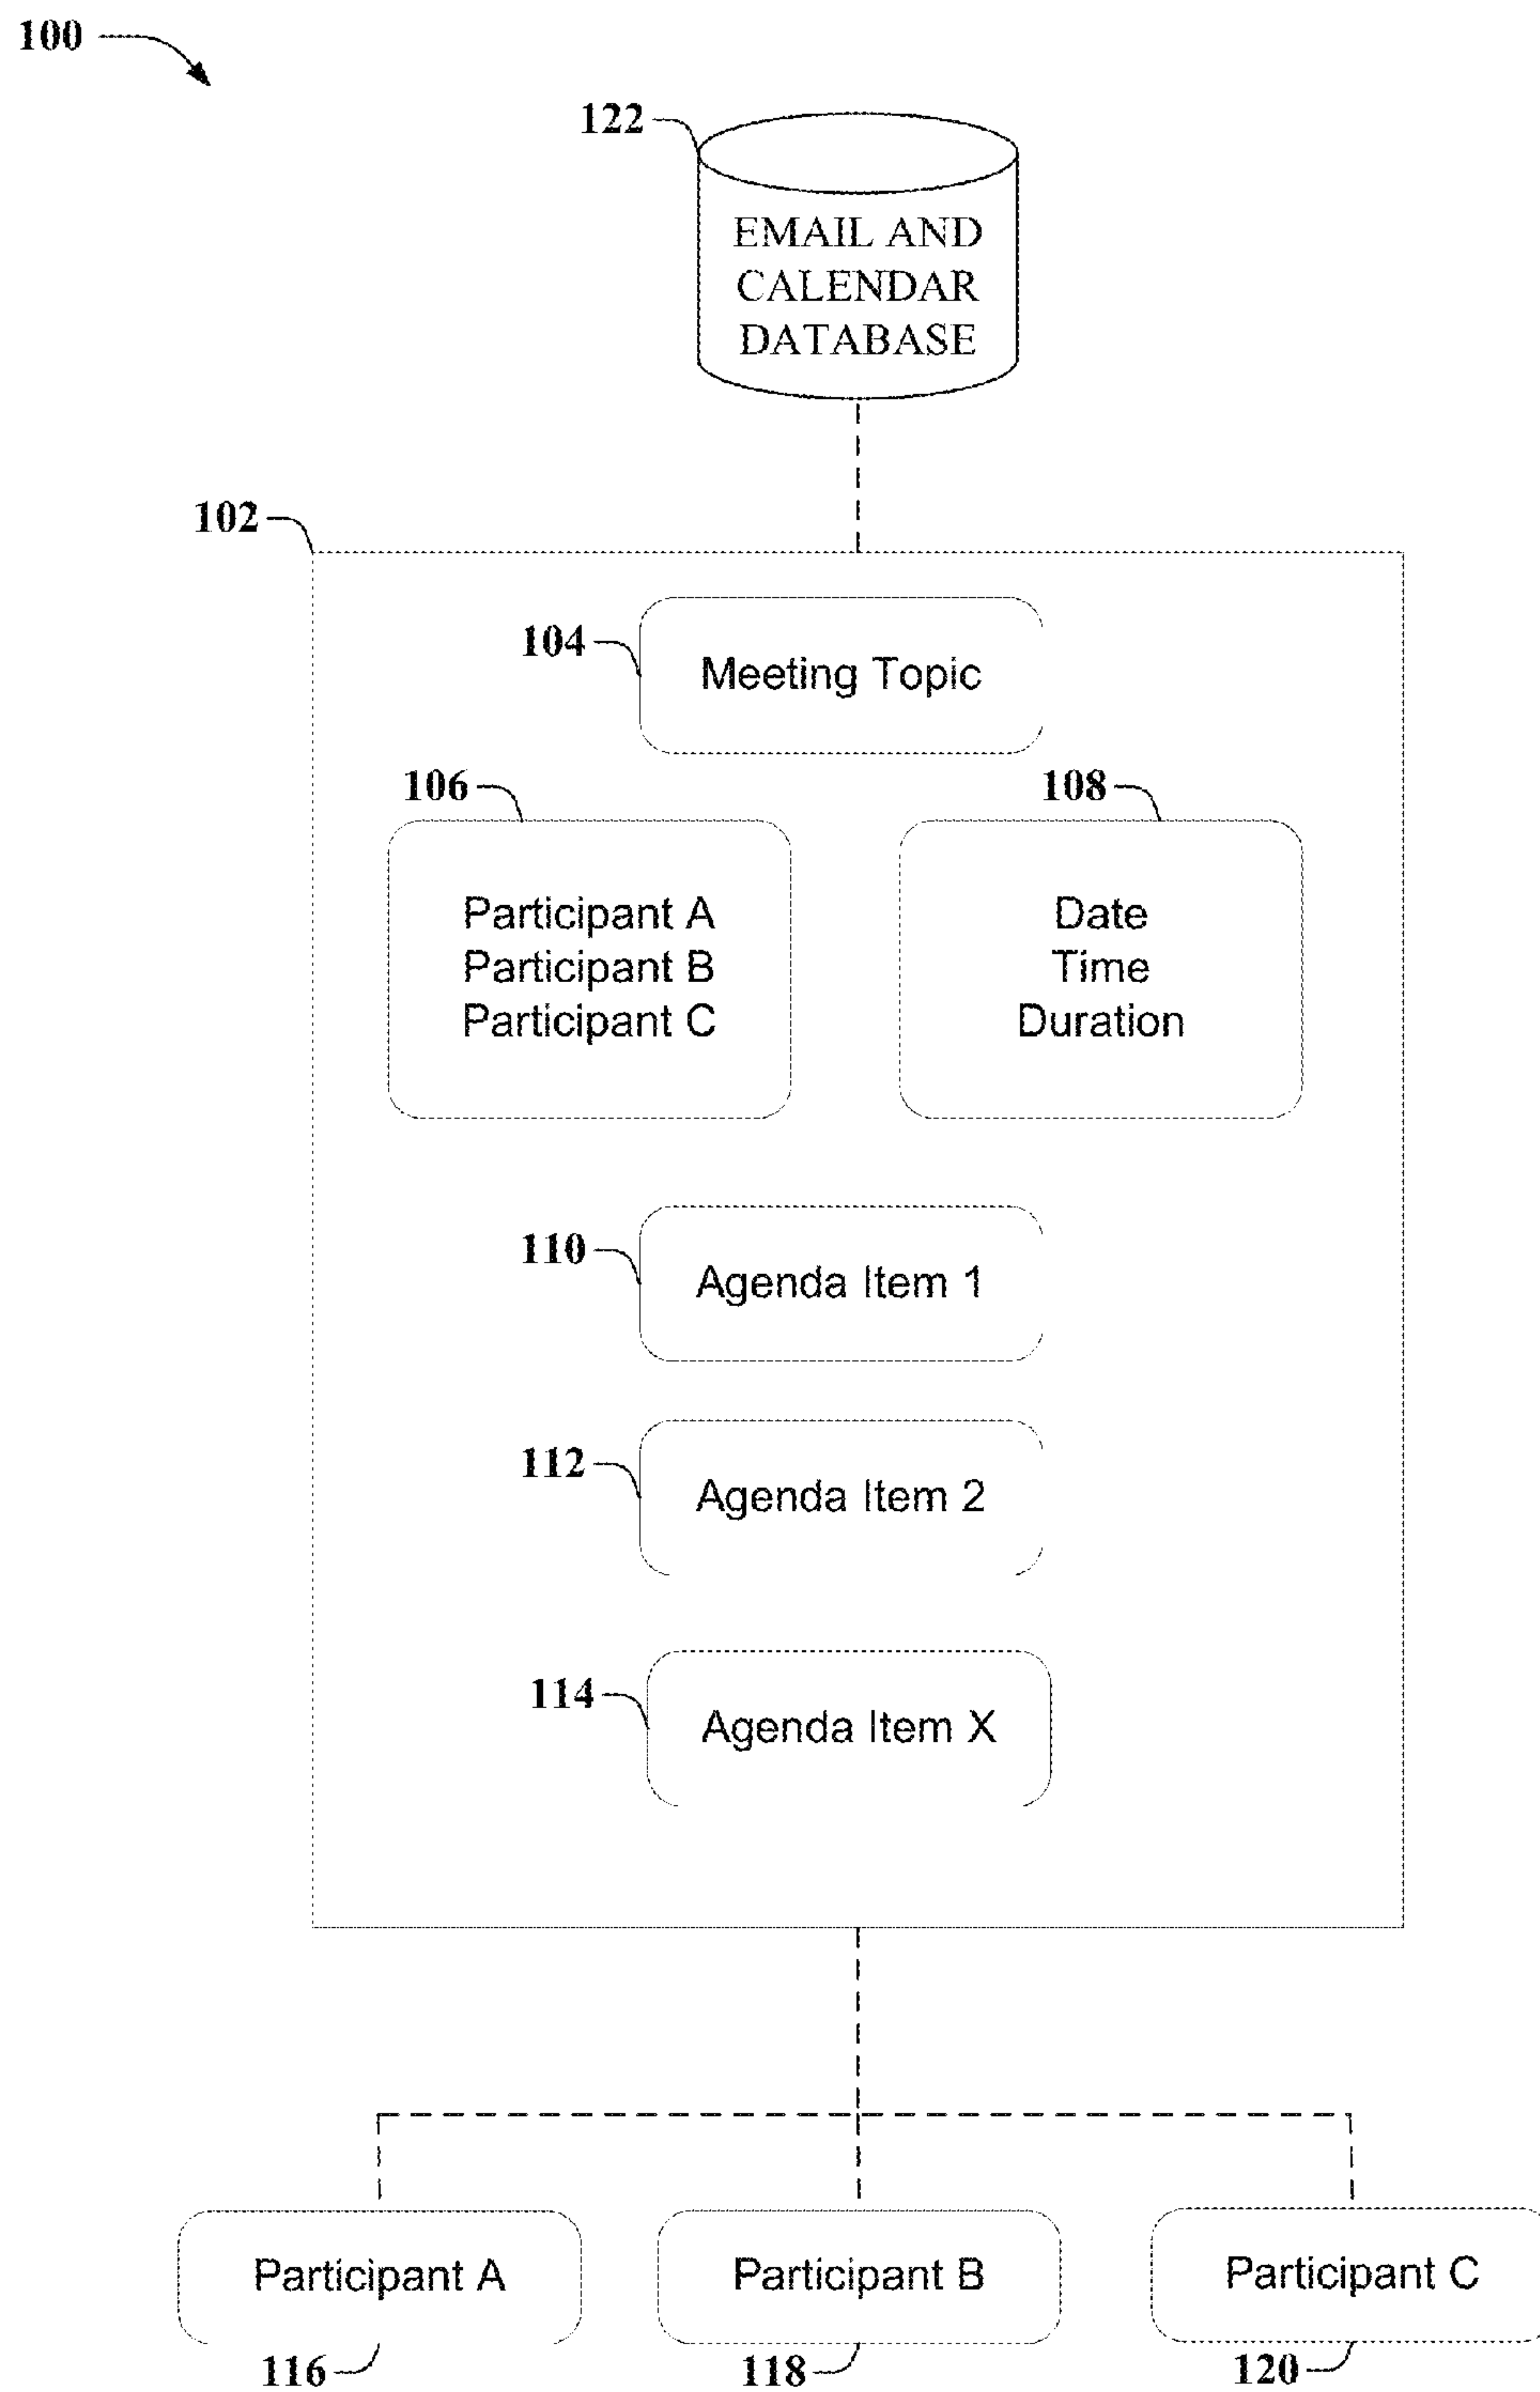 100
122
EMAIL AND
CALENDAR
DATABASE
102
104
Meeting Topic
106
108
Participant A
Participant B
Participant C
Date
Time
Duration
110
Agenda Item 1
112
Agenda Item 2
114
Agenda Item X
Participant A
Participant B
Participant C
116
118
120